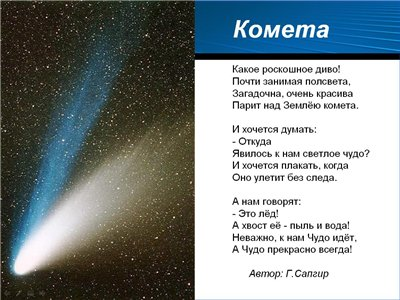 Комета
Какое роскошное диво!
Почти занимая полсвета,
Загадочна, очень красива
Парит над Землёю комета.
И хочется думать:
- Откуда
Явилось к нам светлое чудо?
И хочется плакать, когда
Оно улетит без следа.
А нам говорят:
- Это лёд!
А хвост её - пыль и вода!
Неважно, к нам Чудо идёт,
А Чудо прекрасно всегда!
Автор: Г.Сапгир